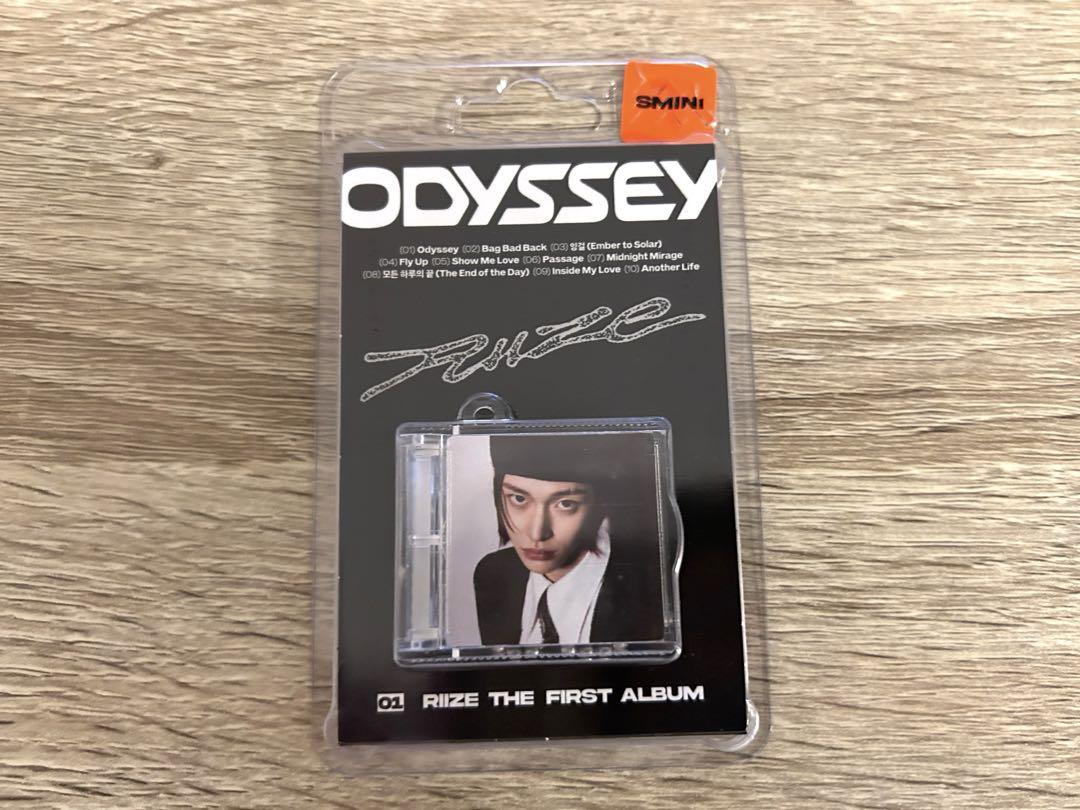 SMINI
ODYSSEY
(01) Odyssey (02) Bag Bad Back (03) 잉걸 (Ember to Solar)
(04) Fly Up (05) Show Me Love (06) Passage (07) Midnight Mirage
(08) 모든 하루의 끝 (The End of the Day) (09) Inside My Love (10) Another Life
RIIZE
01 RIIZE THE FIRST ALBUM